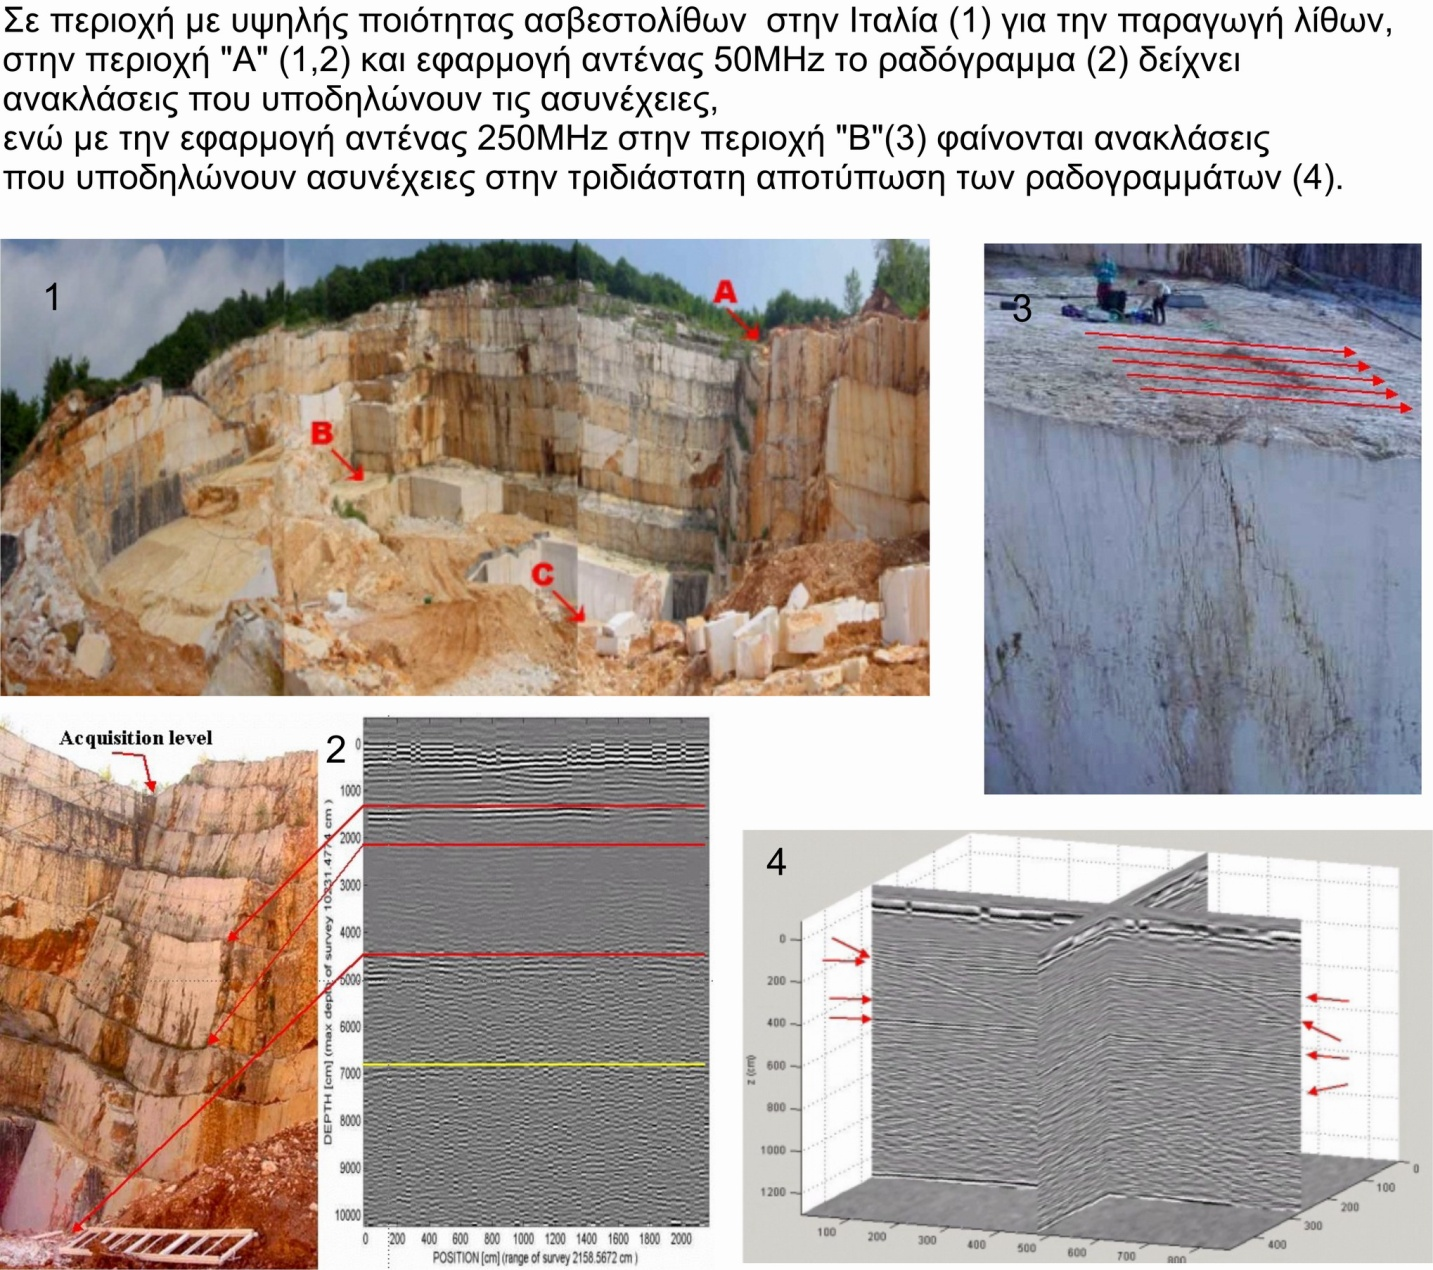 Σε περιοχή με υψηλής ποιότητας ασβεστολίθων στην Ιταλία (1) για την παραγωγή λίθων,
στην περιοχή "Α" (1,2) και εφαρμογή αντένας 50MHz το ραδόγραμμα (2) δείχνει
ανακλάσεις που υποδηλώνουν τις ασυνέχειες,
ενώ με την εφαρμογή αντένας 250MHz στην περιοχή "Β"(3) φαίνονται ανακλάσεις
που υποδηλώνουν ασυνέχειες στην τριδιάστατη αποτύπωση των ραδογραμμάτων (4).
1
A
B
C
3
Acquisition level
2
DEPTH [cm] (max depth of survey 10231.4774 cm )
0
1000
2000
3000
4000
5000
6000
7000
8000
9000
10000
0 200 400 600 800 1000 1200 1400 1600 1800 2000
POSITION [cm] (range of survey 2158.5672 cm )
4
z (cm)
0
200
400
600
800
1000
1200
100 200 300 400 500 600 700 800
0
100
200
300
400